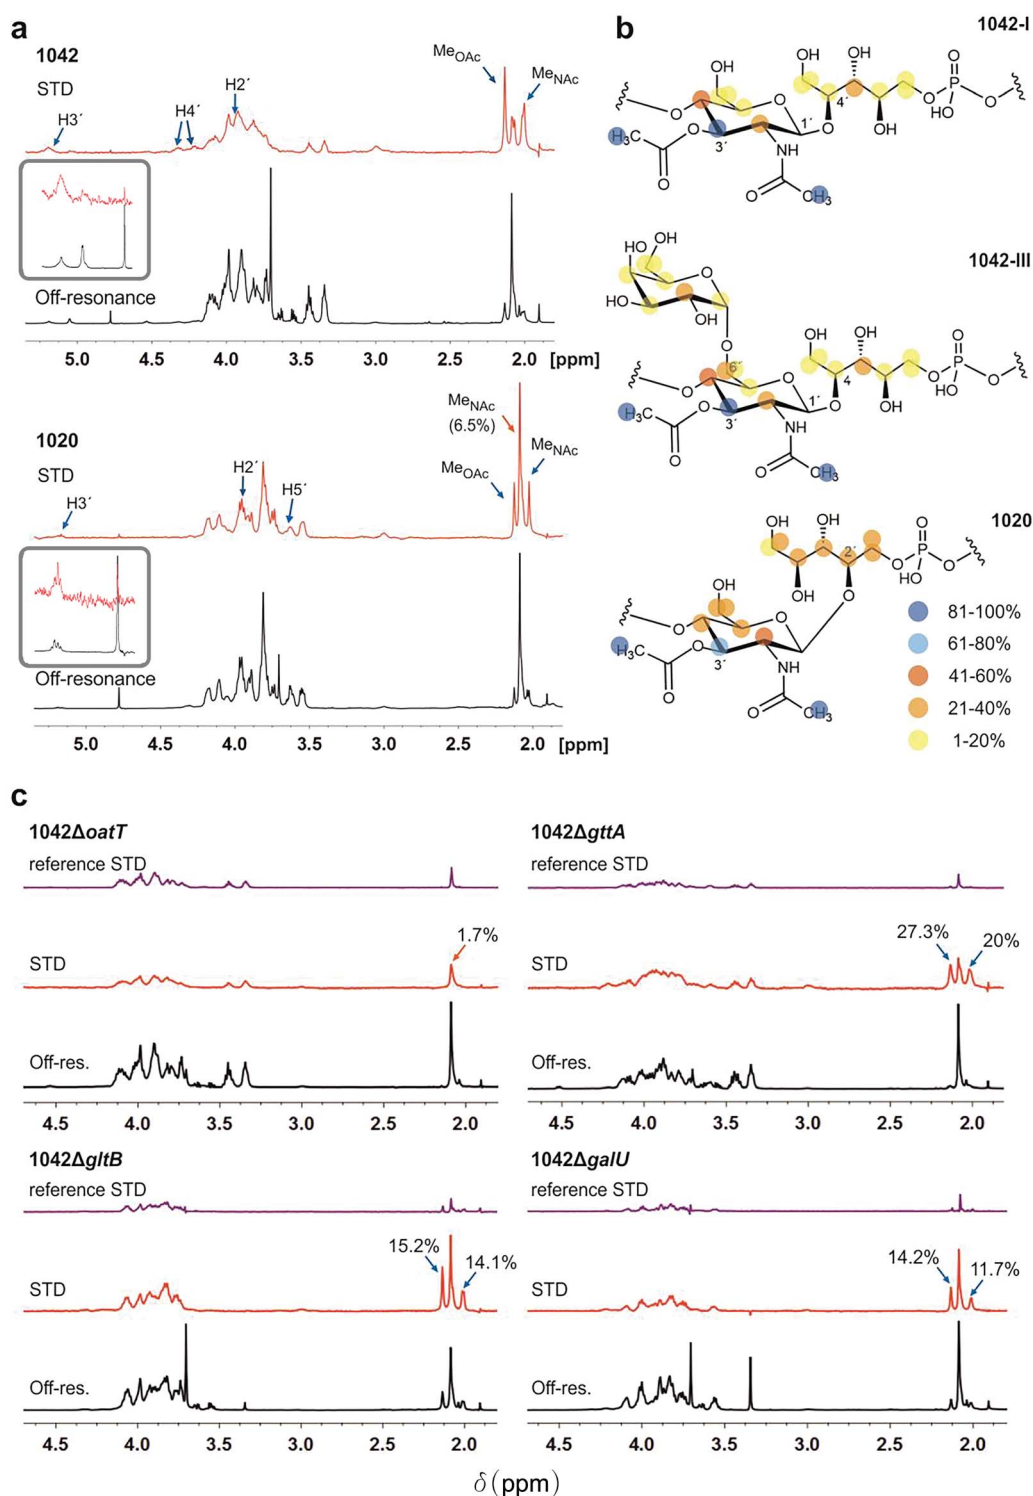 a
1042
STD
H3´
H4´
H2´
Me_OAc
Me_NAc
Off-resonance
5.0 4.5 4.0 3.5 3.0 2.5 2.0 [ppm]
1020
STD
H3´
H2´
H5´
Me_NAc
(6.5%)
Me_OAc
Me_NAc
Off-resonance
5.0 4.5 4.0 3.5 3.0 2.5 2.0 [ppm]
b
1042-I
OH
OH OH
O
O
4´
O
P
O
OH
OH
1´
O
O
H₃C
O
3´
NH
O
O
CH₃
1042-III
OH
HO OH
O
HO
OH
O
6´
OH OH
O
O
4
O
P
O
HO
OH
OH
1´
O
O
H₃C
O
3´
NH
O
O
CH₃
1020
OH OH
O
2´
O
P
O
HO
OH
O
OH
O
O
H₃C
O
3´
NH
O
O
CH₃
81-100%
61-80%
41-60%
21-40%
1-20%
c
1042ΔoatT
reference STD
STD
1.7%
Off-res.
4.5 4.0 3.5 3.0 2.5 2.0
1042ΔgttA
reference STD
STD
27.3%
20%
Off-res.
4.5 4.0 3.5 3.0 2.5 2.0
1042ΔgltB
reference STD
STD
15.2%
14.1%
Off-res.
4.5 4.0 3.5 3.0 2.5 2.0
1042ΔgalU
reference STD
STD
14.2%
11.7%
Off-res.
4.5 4.0 3.5 3.0 2.5 2.0
δ(ppm)